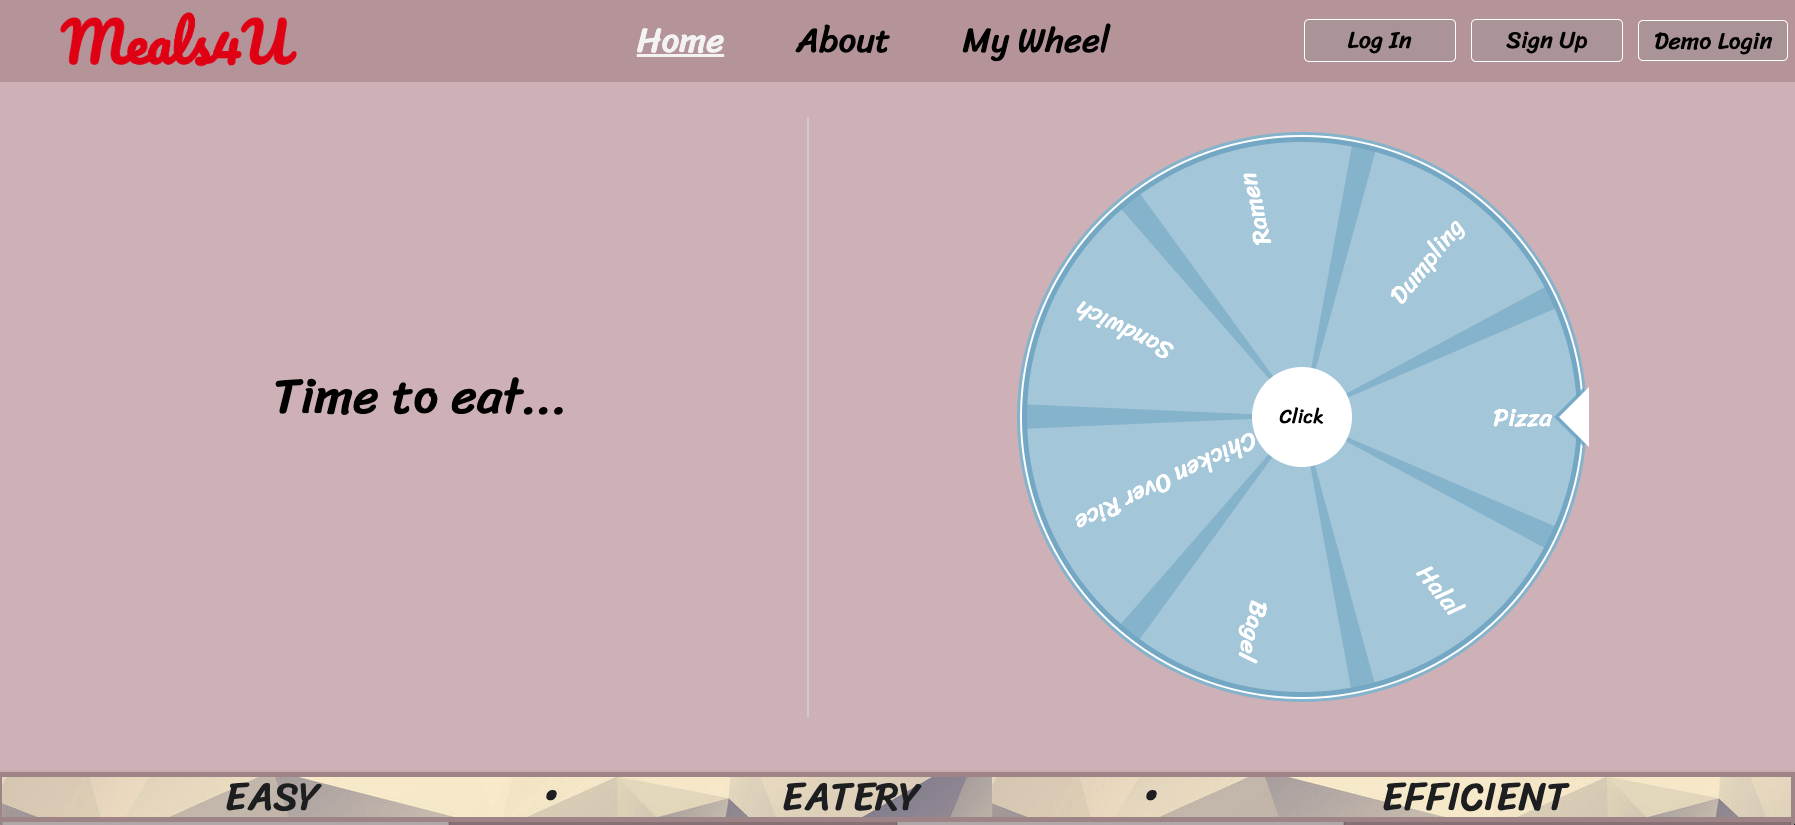 Meals4U
Home
About
My Wheel
Log In
Sign Up
Demo Login
Time to eat...
Ramen
Dumpling
Sandwich
Pizza
Click
Chicken Over Rice
Halal
Bagel
EASY • EATERY • EFFICIENT